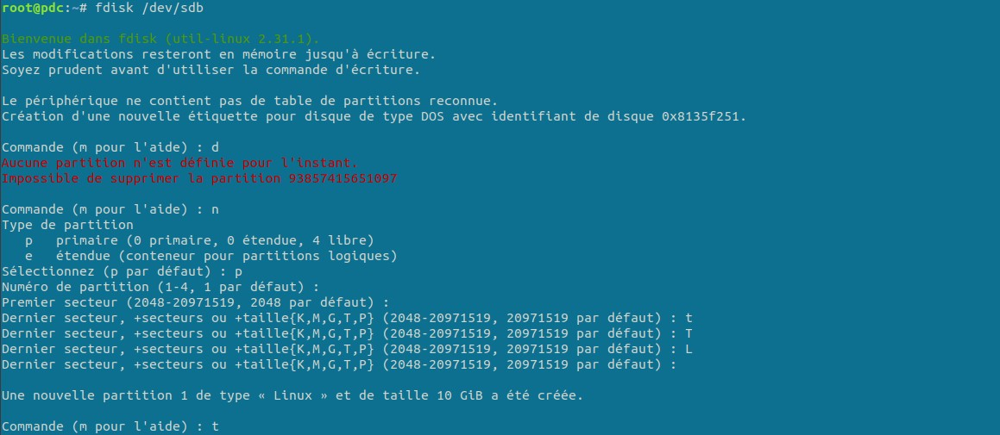 root@pdc:~# fdisk /dev/sdb
Bienvenue dans fdisk (util-linux 2.31.1).
Les modifications resteront en mémoire jusqu'à écriture.
Soyez prudent avant d'utiliser la commande d'écriture.
Le périphérique ne contient pas de table de partitions reconnue.
Création d'une nouvelle étiquette pour disque de type DOS avec identifiant de disque 0x8135f251.
Commande (m pour l'aide) : d
Aucune partition n'est définie pour l'instant.
Impossible de supprimer la partition 93857415651097
Commande (m pour l'aide) : n
Type de partition
p   primaire (0 primaire, 0 étendue, 4 libre)
e   étendue (conteneur pour partitions logiques)
Sélectionnez (p par défaut) : p
Numéro de partition (1-4, 1 par défaut) :
Premier secteur (2048-20971519, 2048 par défaut) :
Dernier secteur, +secteurs ou +taille{K,M,G,T,P} (2048-20971519, 20971519 par défaut) : t
Dernier secteur, +secteurs ou +taille{K,M,G,T,P} (2048-20971519, 20971519 par défaut) : T
Dernier secteur, +secteurs ou +taille{K,M,G,T,P} (2048-20971519, 20971519 par défaut) : L
Dernier secteur, +secteurs ou +taille{K,M,G,T,P} (2048-20971519, 20971519 par défaut) :
Une nouvelle partition 1 de type « Linux » et de taille 10 GiB a été créée.
Commande (m pour l'aide) : t